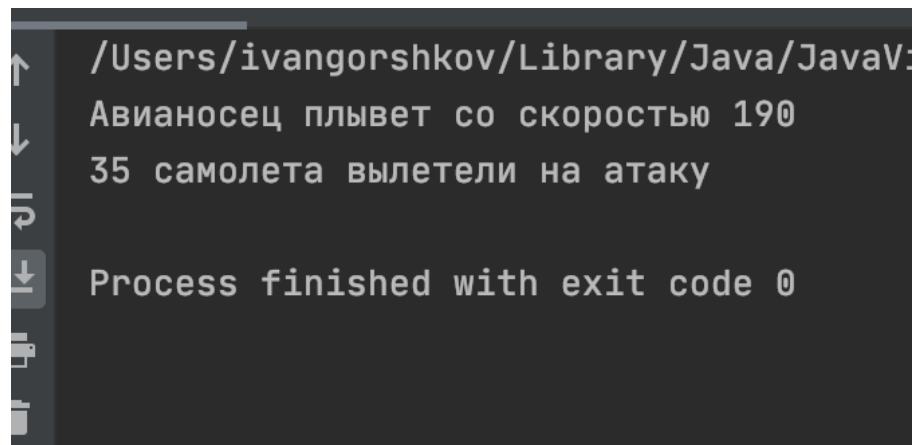 /Users/ivangorshkov/Library/Java/JavaVi
Авианосец плывет со скоростью 190
35 самолета вылетели на атаку
Process finished with exit code 0